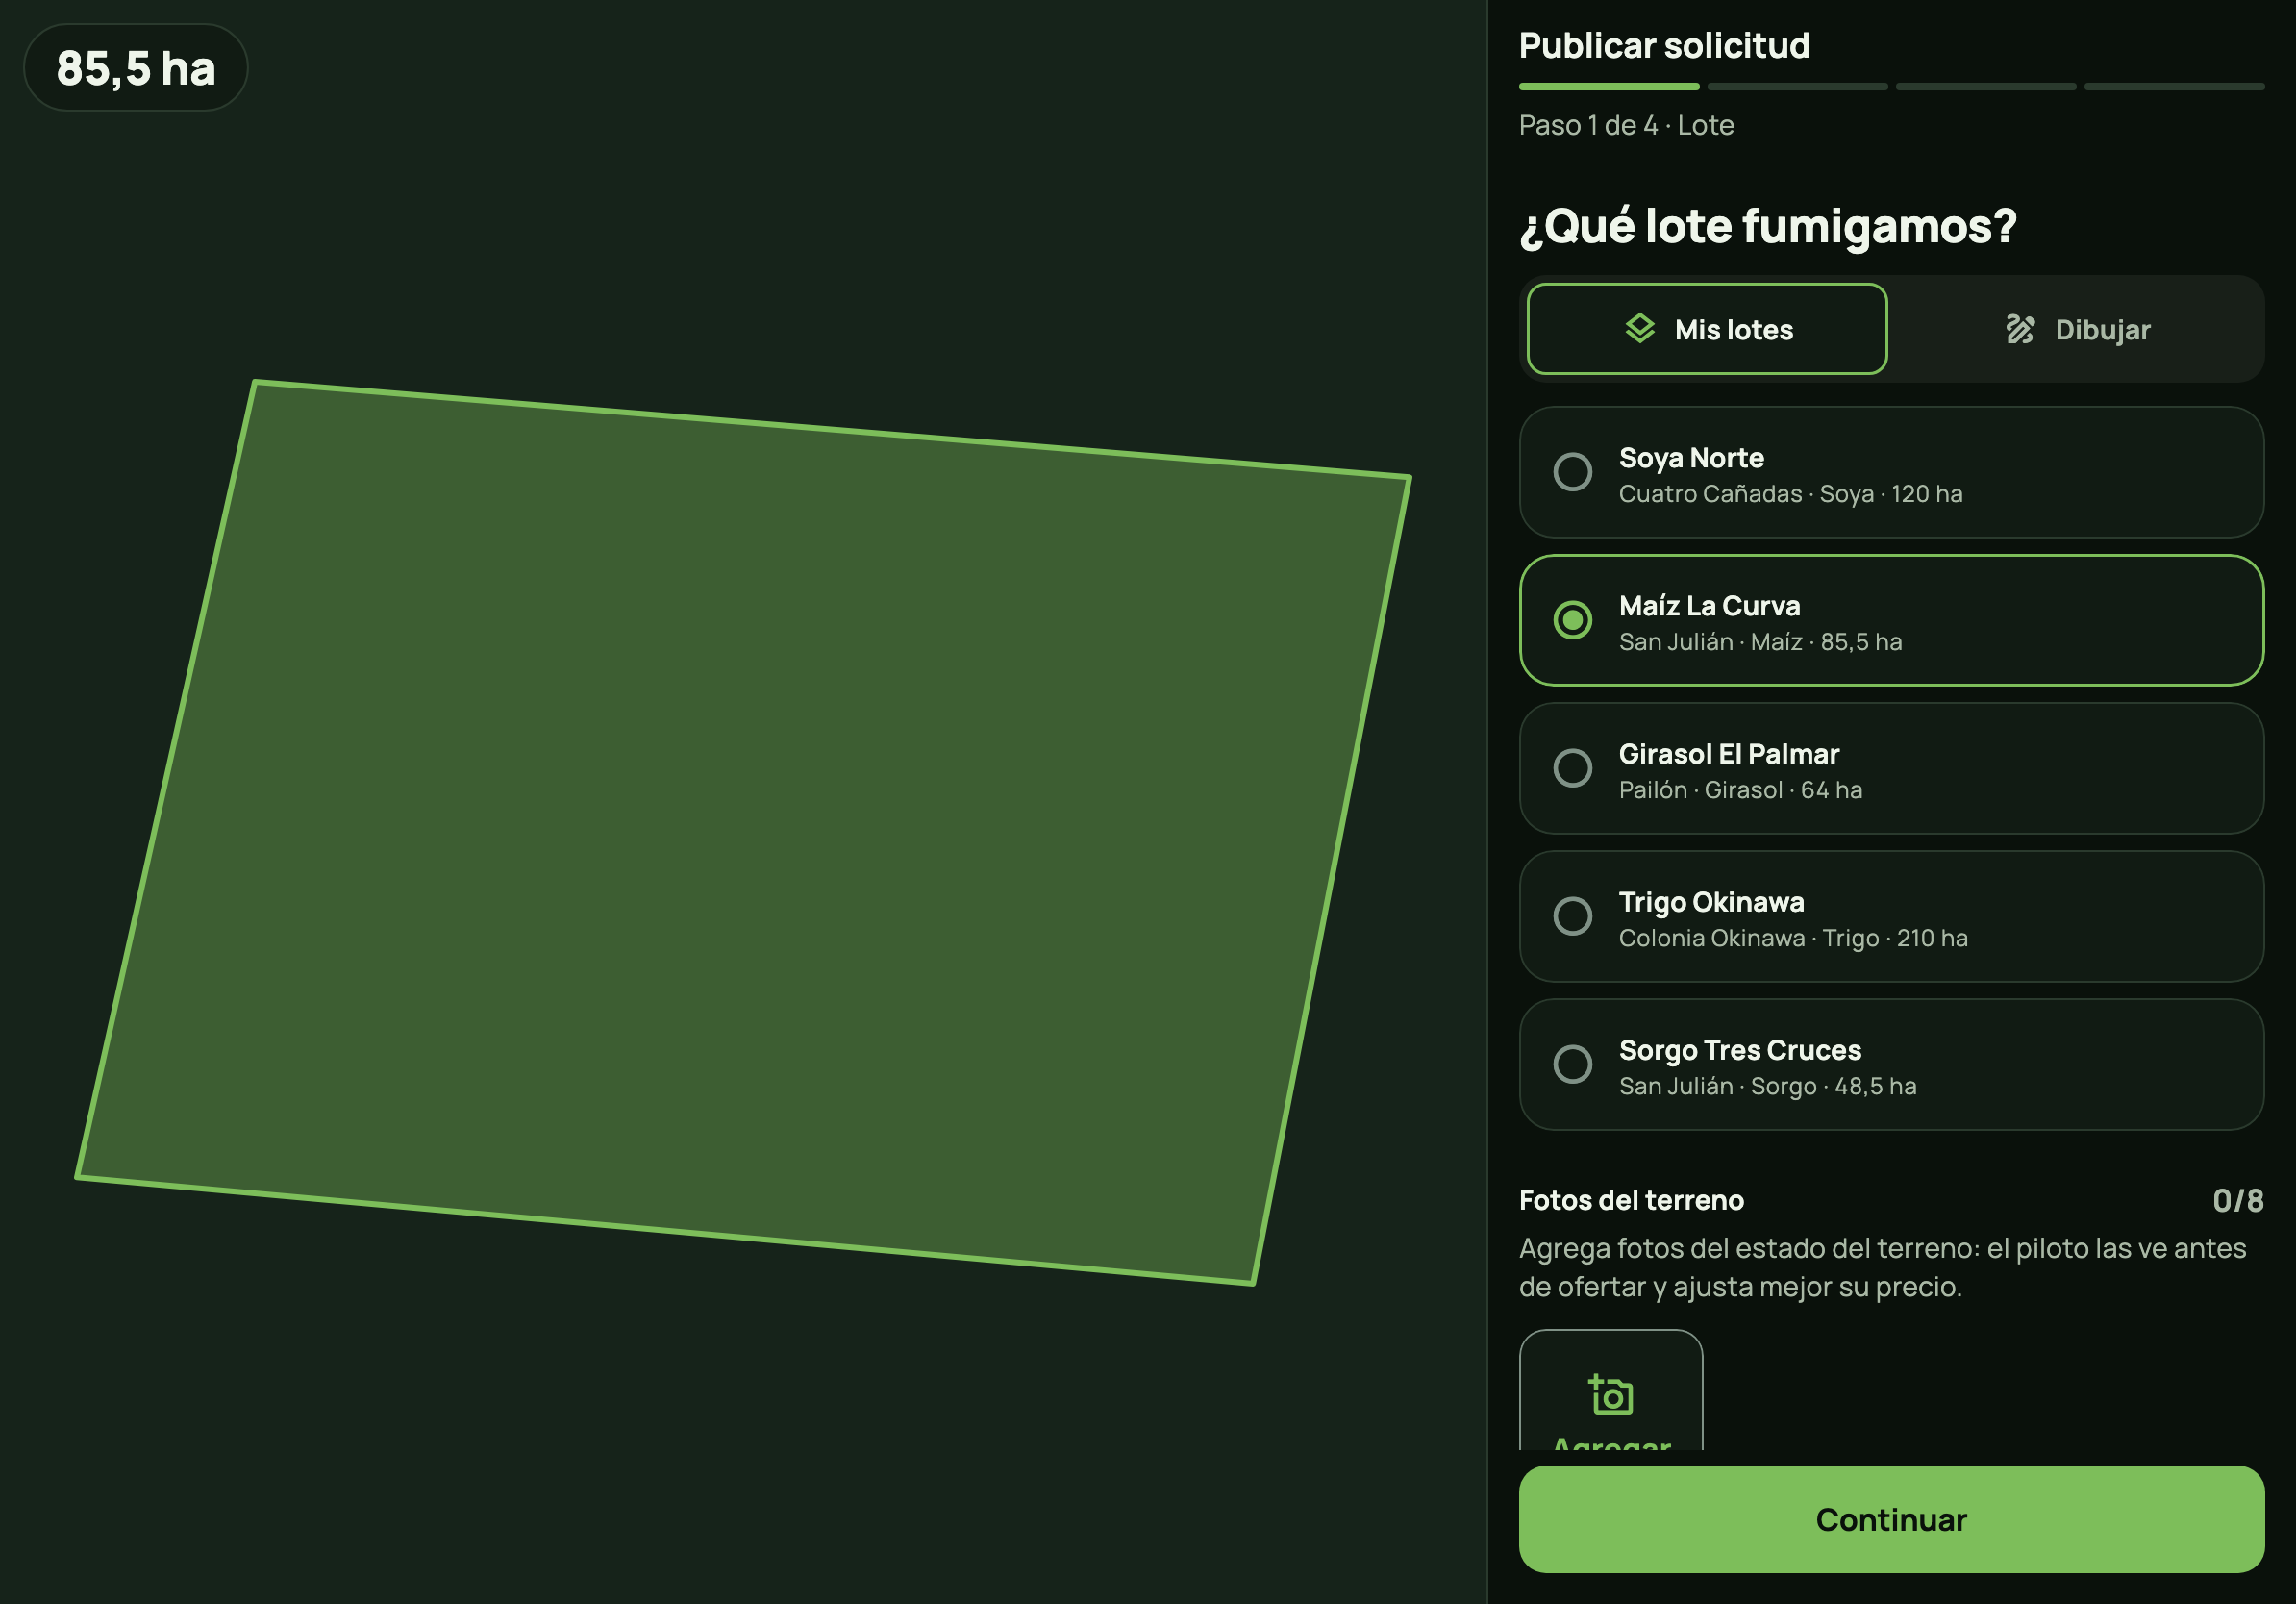 85,5 ha
Publicar solicitud
Paso 1 de 4 · Lote
¿Qué lote fumigamos?
Mis lotes
Dibujar
Soya Norte
Cuatro Cañadas · Soya · 120 ha
Maíz La Curva
San Julián · Maíz · 85,5 ha
Girasol El Palmar
Pailón · Girasol · 64 ha
Trigo Okinawa
Colonia Okinawa · Trigo · 210 ha
Sorgo Tres Cruces
San Julián · Sorgo · 48,5 ha
Fotos del terreno
0/8
Agrega fotos del estado del terreno: el piloto las ve antes
de ofertar y ajusta mejor su precio.
Agregar
Continuar